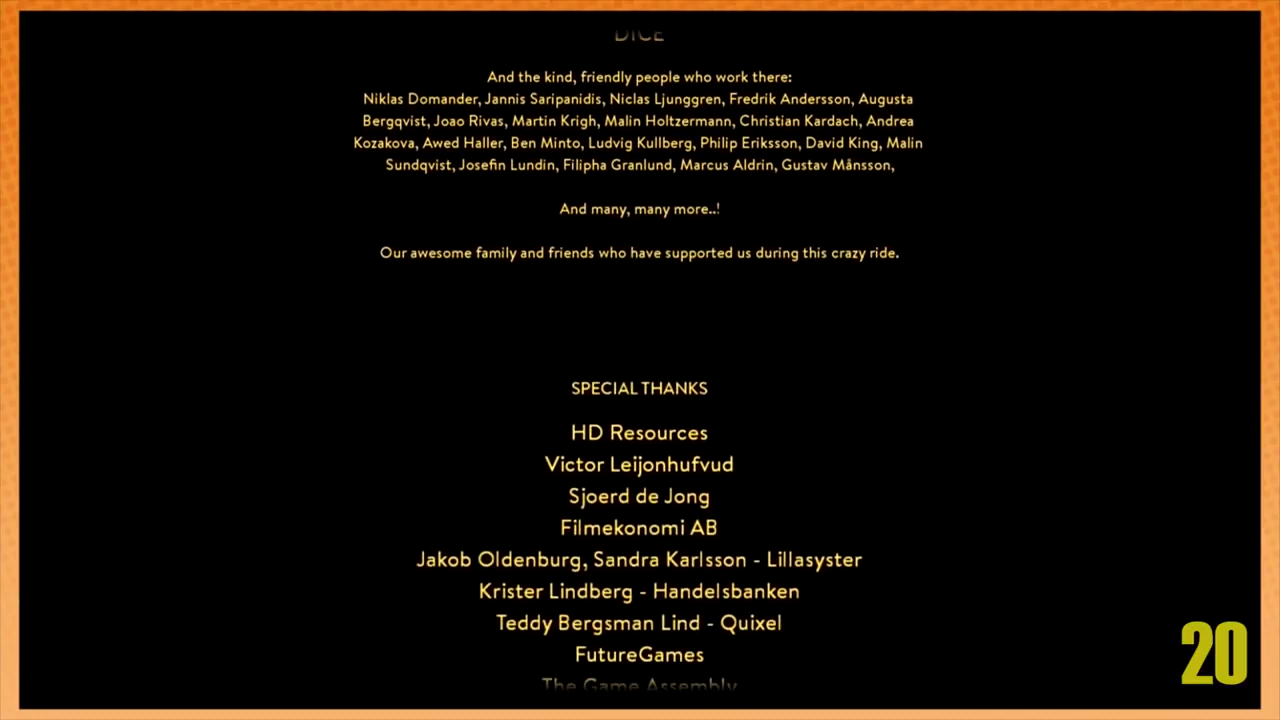 DICE
And the kind, friendly people who work there:
Niklas Domander, Jannis Saripanidis, Niclas Ljunggren, Fredrik Andersson, Augusta
Bergqvist, Joao Rivas, Martin Krigh, Malin Holtzermann, Christian Kardach, Andrea
Kozakova, Awed Haller, Ben Minto, Ludvig Kullberg, Philip Eriksson, David King, Malin
Sundqvist, Josefin Lundin, Filipha Granlund, Marcus Aldrin, Gustav Månsson,
And many, many more..!
Our awesome family and friends who have supported us during this crazy ride.
SPECIAL THANKS
HD Resources
Victor Leijonhufvud
Sjoerd de Jong
Filmekonomi AB
Jakob Oldenburg, Sandra Karlsson - Lillasyster
Krister Lindberg - Handelsbanken
Teddy Bergsman Lind - Quixel
FutureGames
The Game Assembly
20